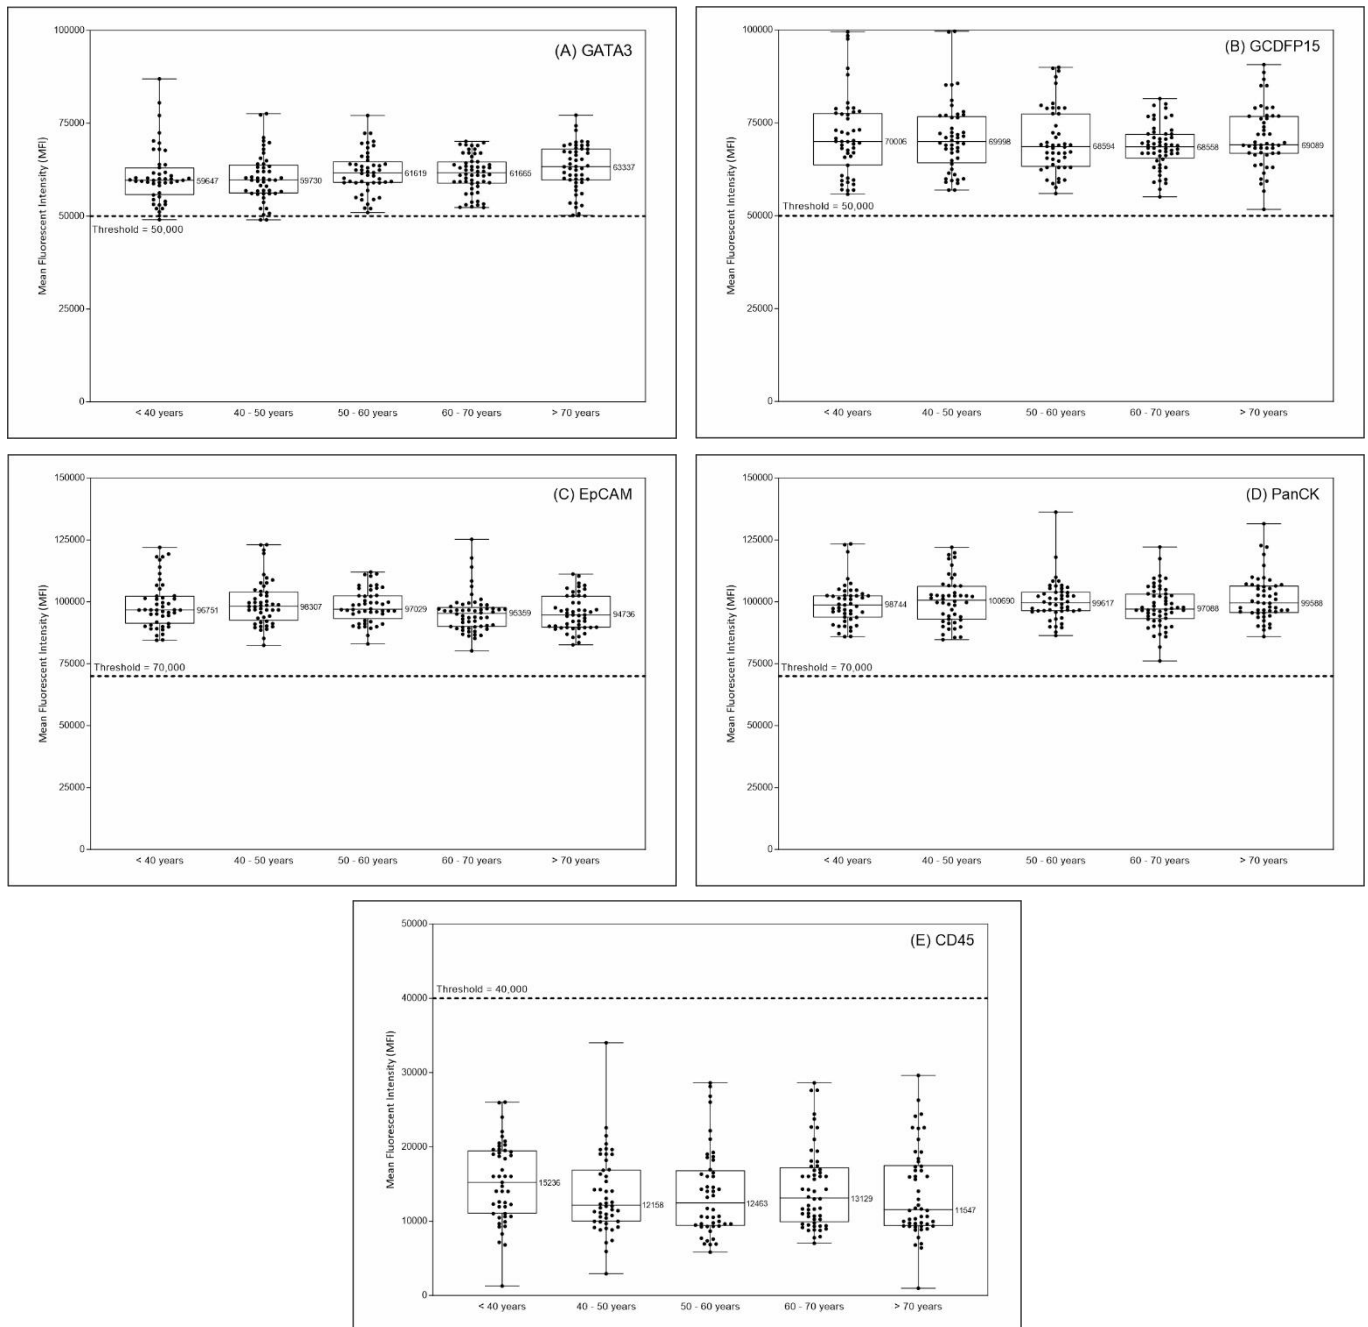 (A) GATA3
Mean Fluorescent Intensity (MFI)
100000
75000
50000
25000
0
Threshold = 50,000
59647
59730
61619
61665
63337
< 40 years
40 - 50 years
50 - 60 years
60 - 70 years
> 70 years
(B) GCDFP15
Mean Fluorescent Intensity (MFI)
100000
75000
50000
25000
0
Threshold = 50,000
70006
69998
68594
68558
69089
< 40 years
40 - 50 years
50 - 60 years
60 - 70 years
> 70 years
(C) EpCAM
Mean Fluorescent Intensity (MFI)
150000
125000
100000
75000
50000
25000
0
Threshold = 70,000
96751
98307
97029
95359
94736
< 40 years
40 - 50 years
50 - 60 years
60 - 70 years
> 70 years
(D) PanCK
Mean Fluorescent Intensity (MFI)
150000
125000
100000
75000
50000
25000
0
Threshold = 70,000
98744
100690
99617
97088
99588
< 40 years
40 - 50 years
50 - 60 years
60 - 70 years
> 70 years
(E) CD45
Mean Fluorescent Intensity (MFI)
50000
40000
30000
20000
10000
0
Threshold = 40,000
15236
12158
12463
13129
11547
< 40 years
40 - 50 years
50 - 60 years
60 - 70 years
> 70 years